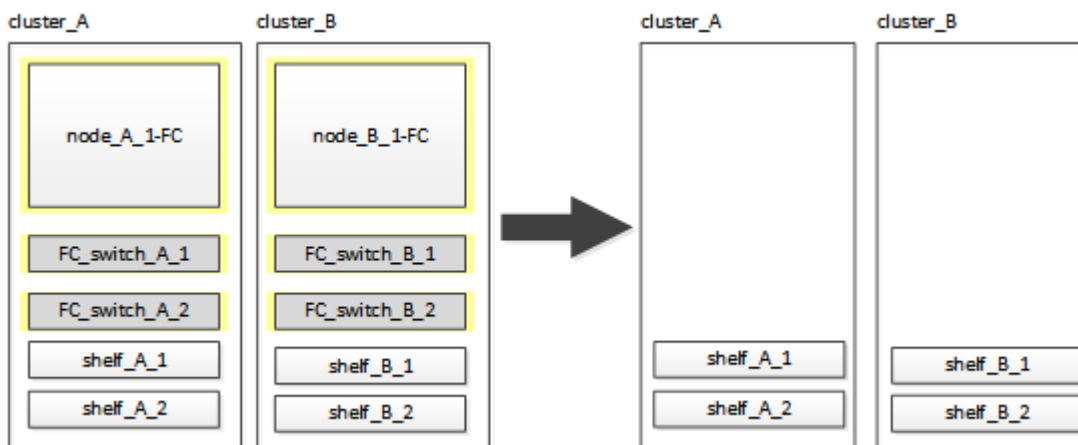 cluster_A
cluster_B
cluster_A
cluster_B
node_A_1-FC
node_B_1-FC
FC_switch_A_1
FC_switch_B_1
FC_switch_A_2
FC_switch_B_2
shelf_A_1
shelf_B_1
shelf_A_1
shelf_B_1
shelf_A_2
shelf_B_2
shelf_A_2
shelf_B_2